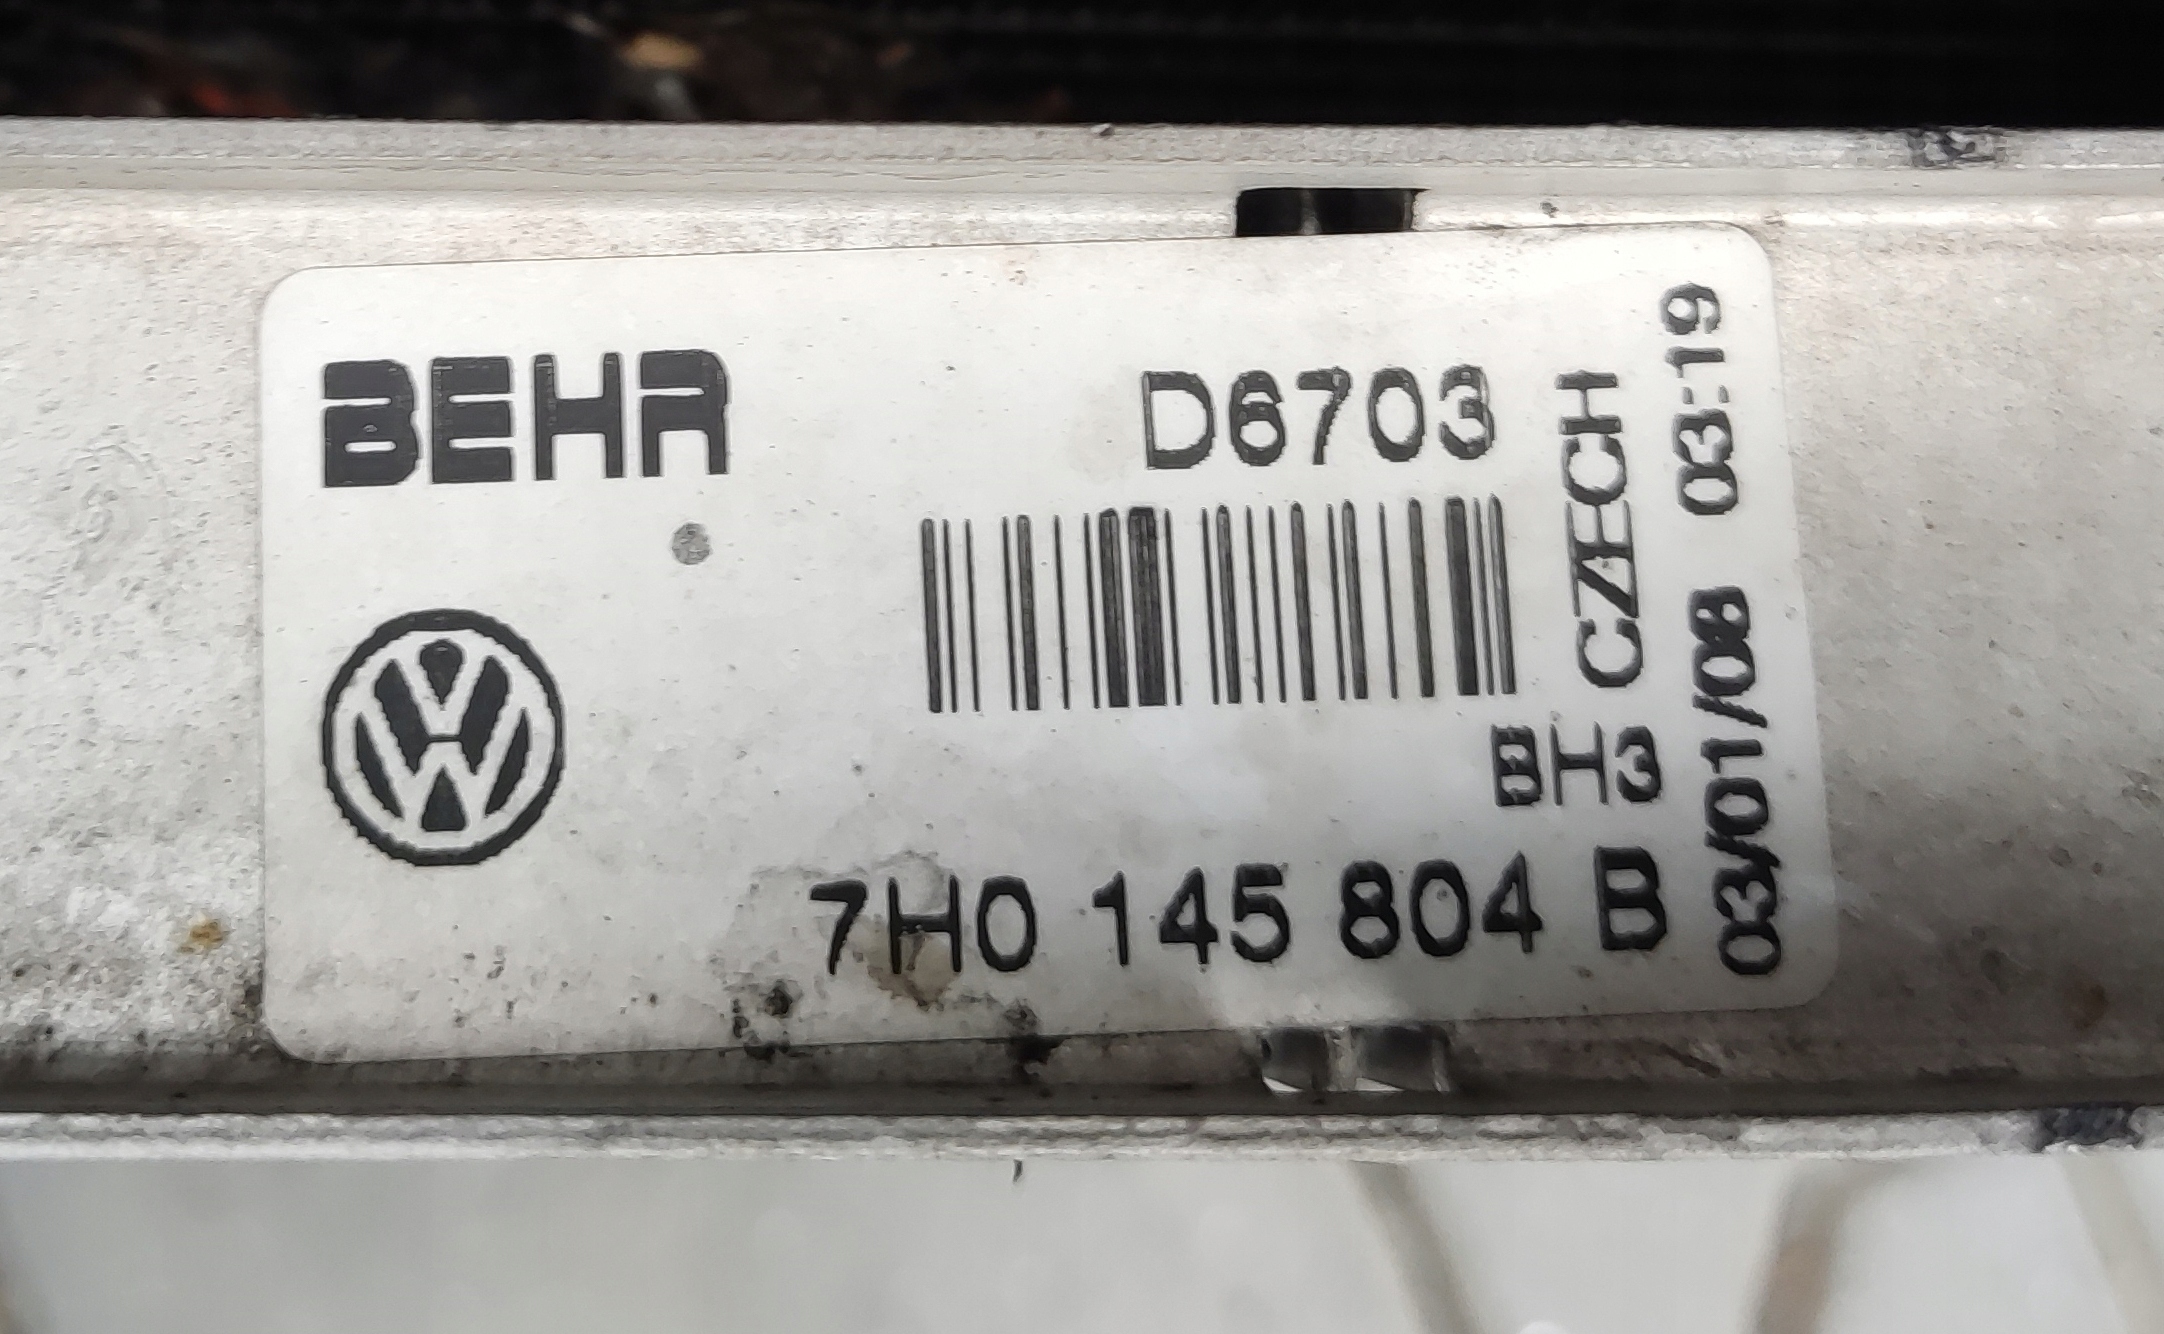 BEHR
D6703
CZECH
03/01/08 03:19
BH3
7H0 145 804 B